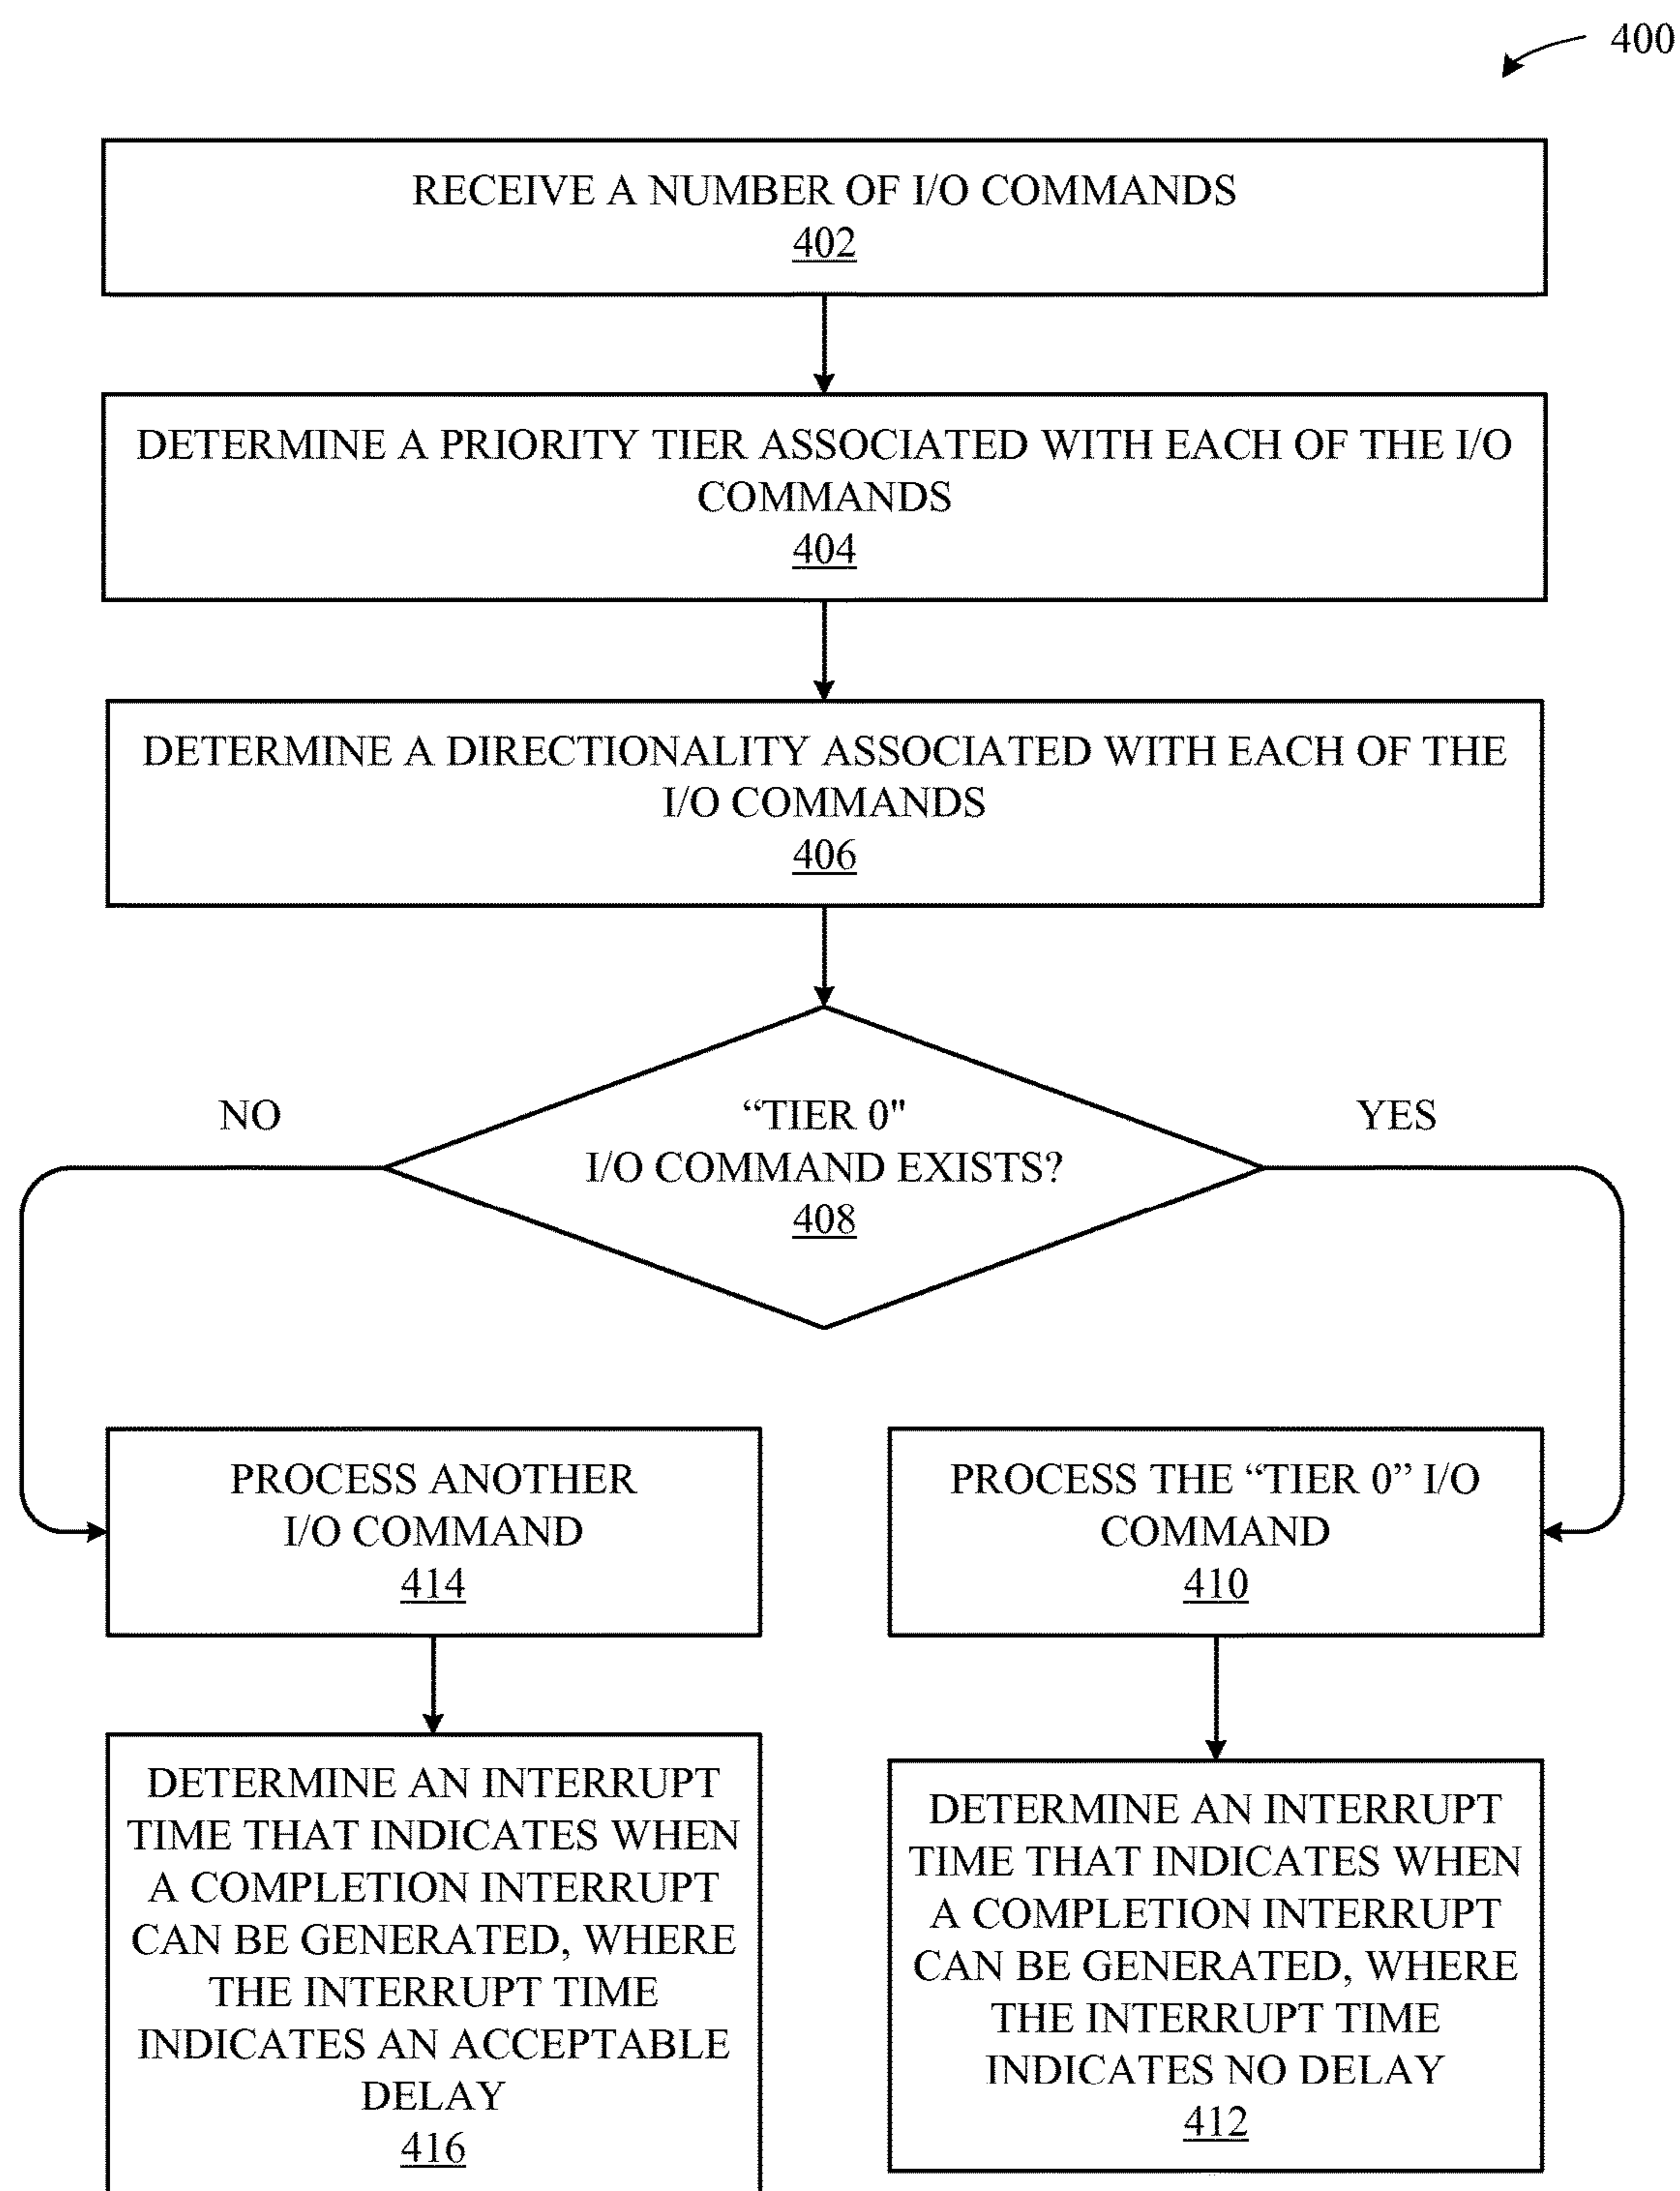 400
RECEIVE A NUMBER OF I/O COMMANDS
402
DETERMINE A PRIORITY TIER ASSOCIATED WITH EACH OF THE I/O
COMMANDS
404
DETERMINE A DIRECTIONALITY ASSOCIATED WITH EACH OF THE
I/O COMMANDS
406
“TIER 0"
I/O COMMAND EXISTS?
408
NO
YES
PROCESS ANOTHER
I/O COMMAND
414
PROCESS THE “TIER 0” I/O
COMMAND
410
DETERMINE AN INTERRUPT
TIME THAT INDICATES WHEN
A COMPLETION INTERRUPT
CAN BE GENERATED, WHERE
THE INTERRUPT TIME
INDICATES AN ACCEPTABLE
DELAY
416
DETERMINE AN INTERRUPT
TIME THAT INDICATES WHEN
A COMPLETION INTERRUPT
CAN BE GENERATED, WHERE
THE INTERRUPT TIME
INDICATES NO DELAY
412